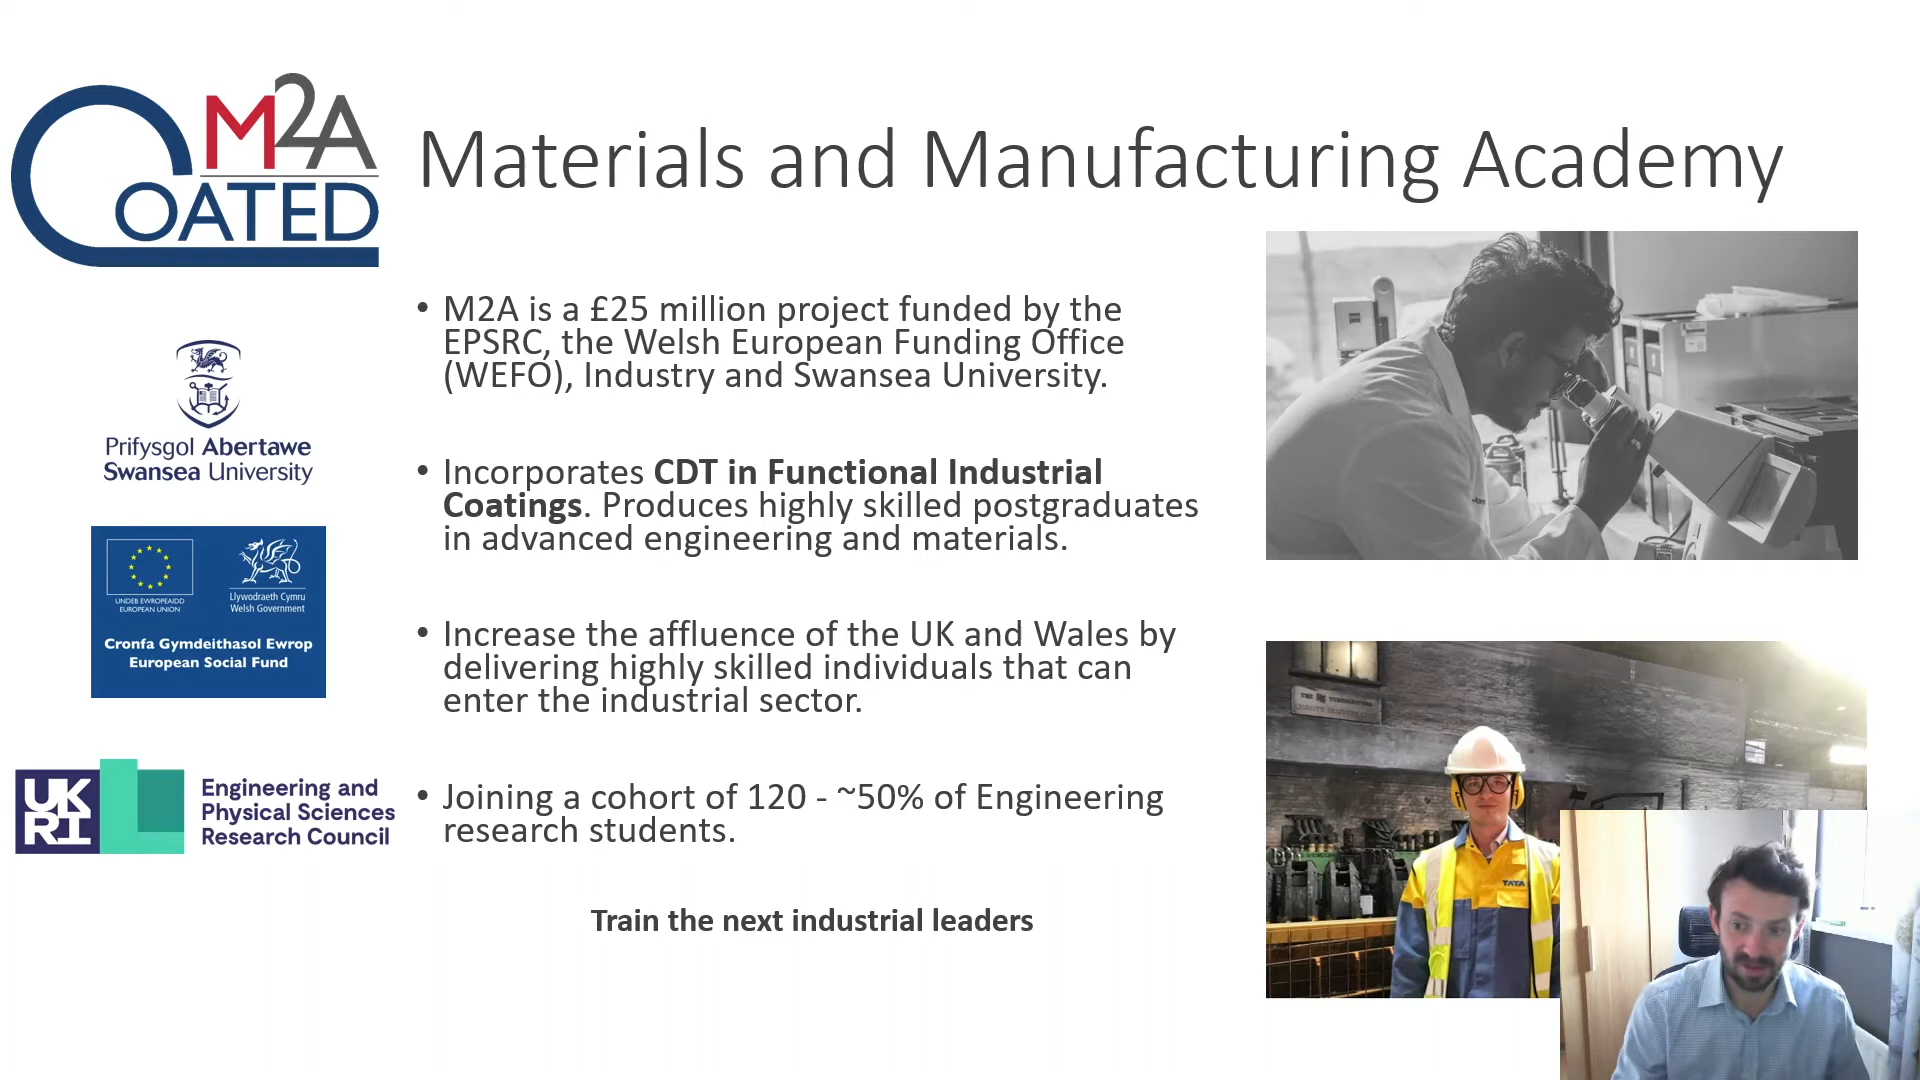 M2A
COATED
Materials and Manufacturing Academy
• M2A is a £25 million project funded by the
EPSRC, the Welsh European Funding Office
(WEFO), Industry and Swansea University.
• Incorporates CDT in Functional Industrial
Coatings. Produces highly skilled postgraduates
in advanced engineering and materials.
• Increase the affluence of the UK and Wales by
delivering highly skilled individuals that can
enter the industrial sector.
• Joining a cohort of 120 - ~50% of Engineering
research students.
Train the next industrial leaders
Prifysgol Abertawe
Swansea University
UNDEB EWROPEAIDD
EUROPEAN UNION
Llywodraeth Cymru
Welsh Government
Cronfa Gymdeithasol Ewrop
European Social Fund
UK
RI
Engineering and
Physical Sciences
Research Council
TATA